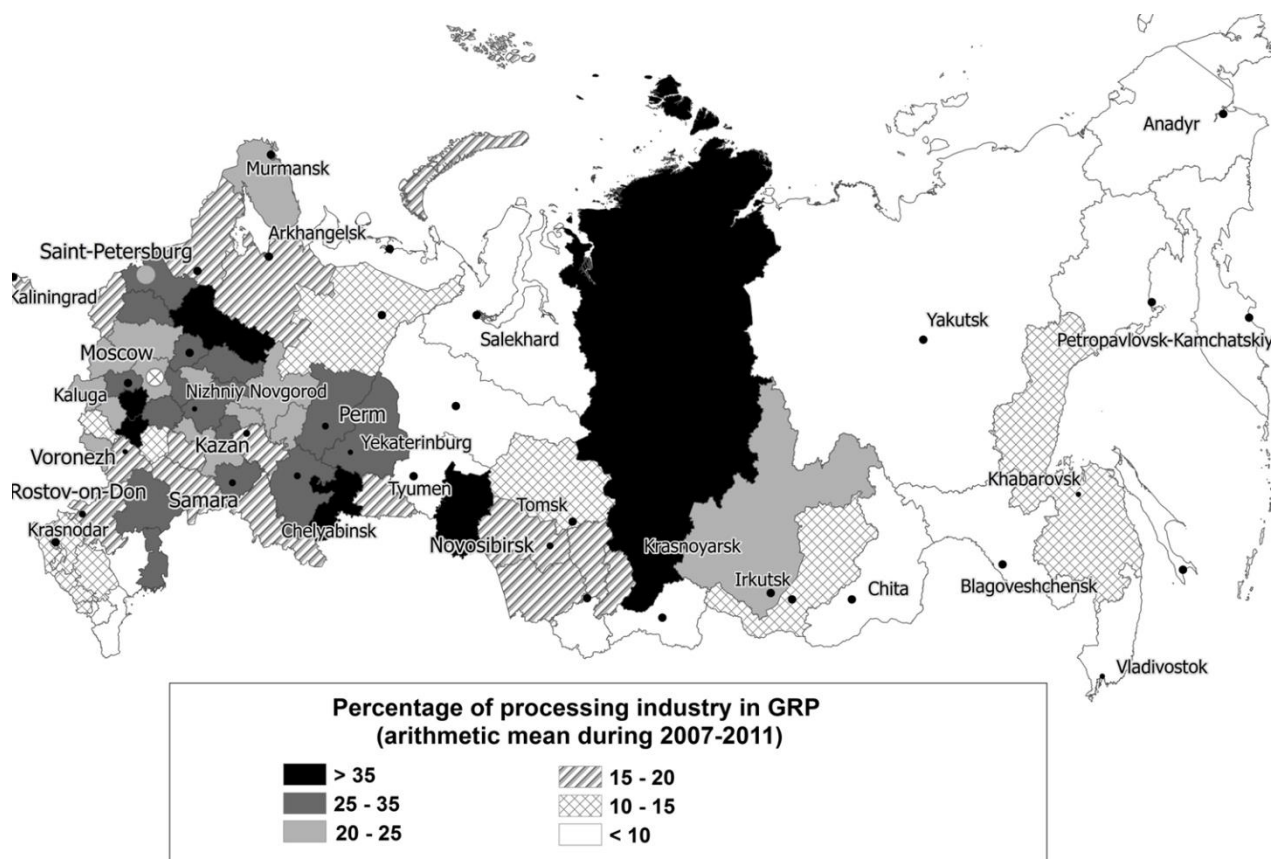 Anadyr
Murmansk
Arkhangelsk
Saint-Petersburg
Kaliningrad
Salekhard
Yakutsk
Petropavlovsk-Kamchatskiy
Moscow
Kaluga
Nizhniy Novgorod
Perm
Kazan
Yekaterinburg
Voronezh
Tyumen
Khabarovsk
Rostov-on-Don
Samara
Tomsk
Krasnodar
Chelyabinsk
Novosibirsk
Krasnoyarsk
Irkutsk
Chita
Blagoveshchensk
Vladivostok
Percentage of processing industry in GRP
(arithmetic mean during 2007-2011)
> 35
25 - 35
20 - 25
15 - 20
10 - 15
< 10